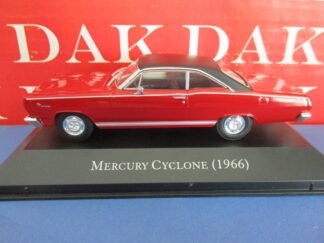 DAK DAK
MERCURY CYCLONE (1966)